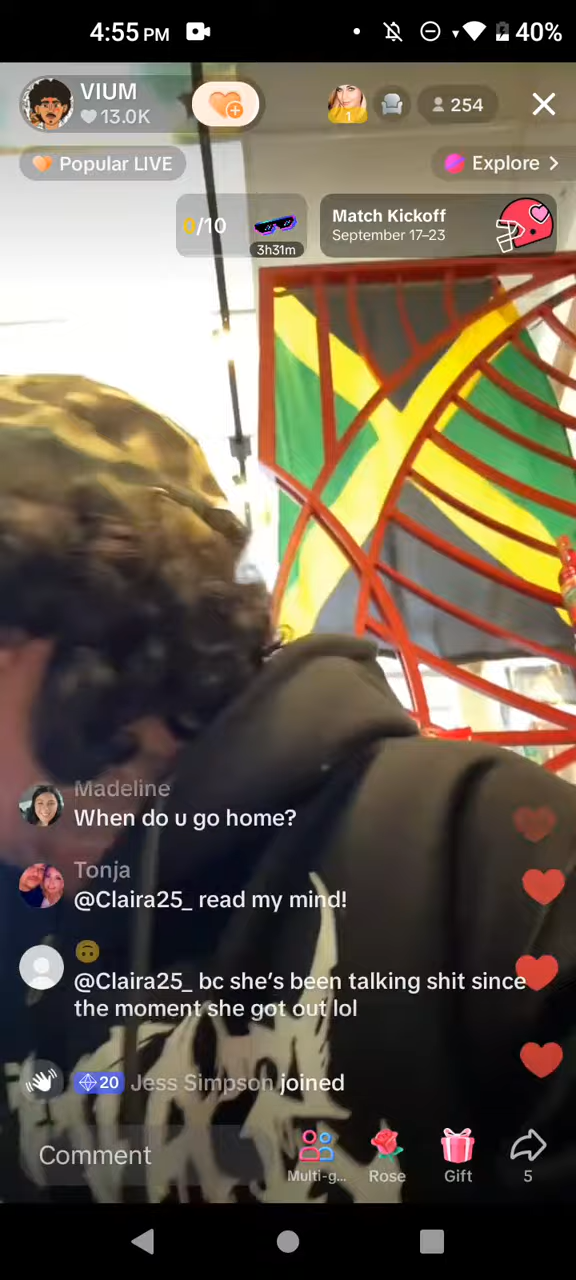 4:55 PM
40%
VIUM
13.0K
1
254
Popular LIVE
Explore >
0/10
3h31m
Match Kickoff
September 17–23
Madeline
When do u go home?
Tonja
@Claira25_ read my mind!
🙃
@Claira25_ bc she's been talking shit since
the moment she got out lol
20 Jess Simpson joined
Comment
Multi-g...
Rose
Gift
5